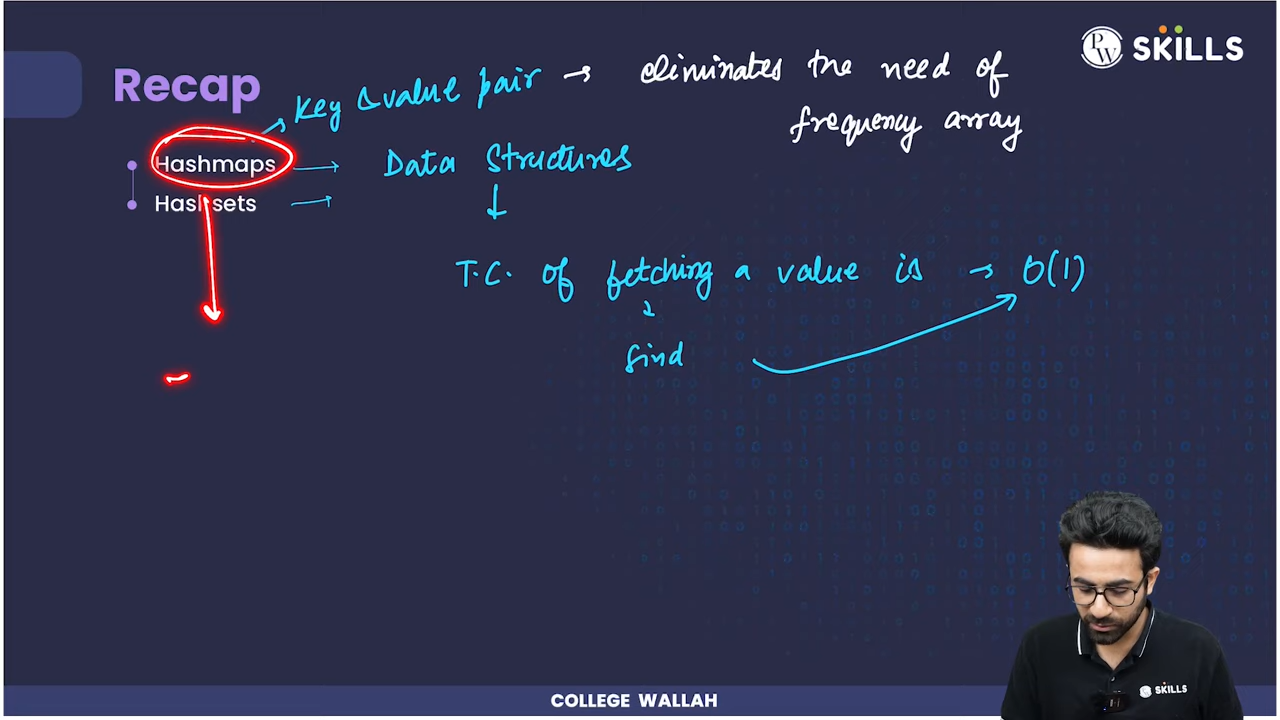 PW SKILLS
Recap
Key & value pair → eliminates the need of
frequency array
Hashmaps → Data Structures
Hashsets →
T.C. of fetching a value is → O(1)
find
SKILLS
COLLEGE WALLAH